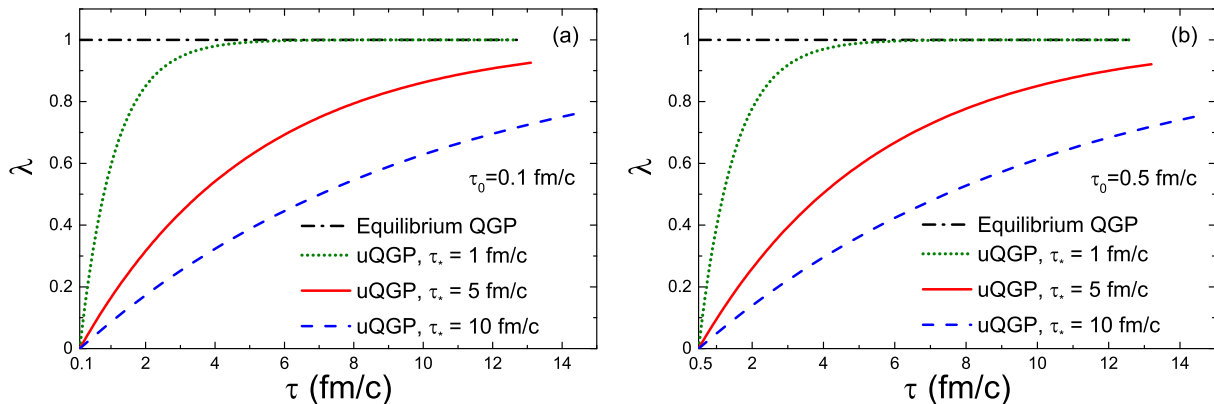 (a)
λ
1
0.8
0.6
0.4
0.2
0
τ₀=0.1 fm/c
Equilibrium QGP
uQGP, τ⁎ = 1 fm/c
uQGP, τ⁎ = 5 fm/c
uQGP, τ⁎ = 10 fm/c
0.1 2 4 6 8 10 12 14
τ (fm/c)
(b)
λ
1
0.8
0.6
0.4
0.2
0
τ₀=0.5 fm/c
Equilibrium QGP
uQGP, τ⁎ = 1 fm/c
uQGP, τ⁎ = 5 fm/c
uQGP, τ⁎ = 10 fm/c
0.5 2 4 6 8 10 12 14
τ (fm/c)